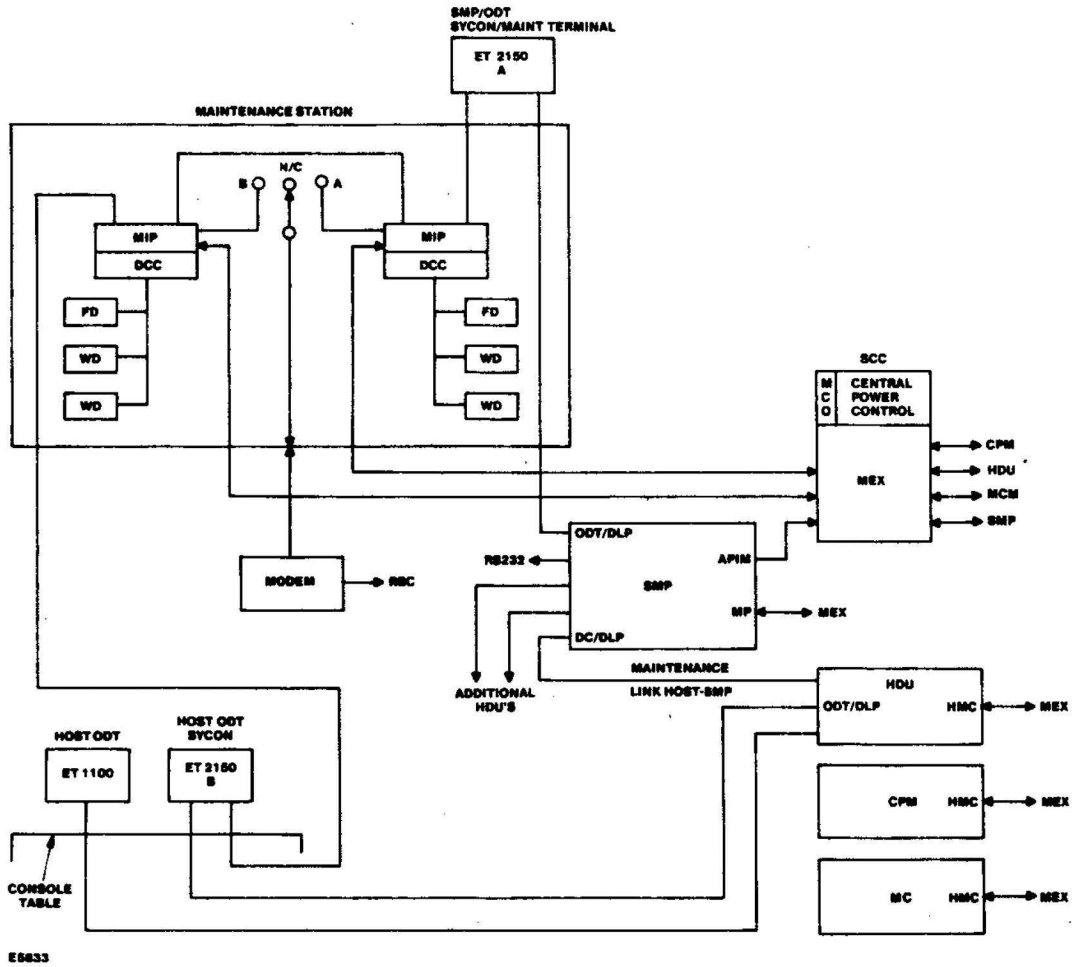 SMP/ODT
SYCON/MAINT TERMINAL
ET 2150
A
MAINTENANCE STATION
N/C
B
A
MIP
DCC
MIP
DCC
FD
WD
WD
FD
WD
WD
SCC
M
C
O
CENTRAL
POWER
CONTROL
MEX
CPM
HDU
MCM
SMP
ODT/DLP
RS232
APIM
SMP
MP
MEX
DC/DLP
MODEM
RBC
ADDITIONAL
HDU'S
MAINTENANCE
LINK HOST-SMP
HDU
ODT/DLP
HMC
MEX
HOST ODT
ET 1100
HOST ODT
SYCON
ET 2150
B
CPM
HMC
MEX
CONSOLE
TABLE
MC
HMC
MEX
E5833